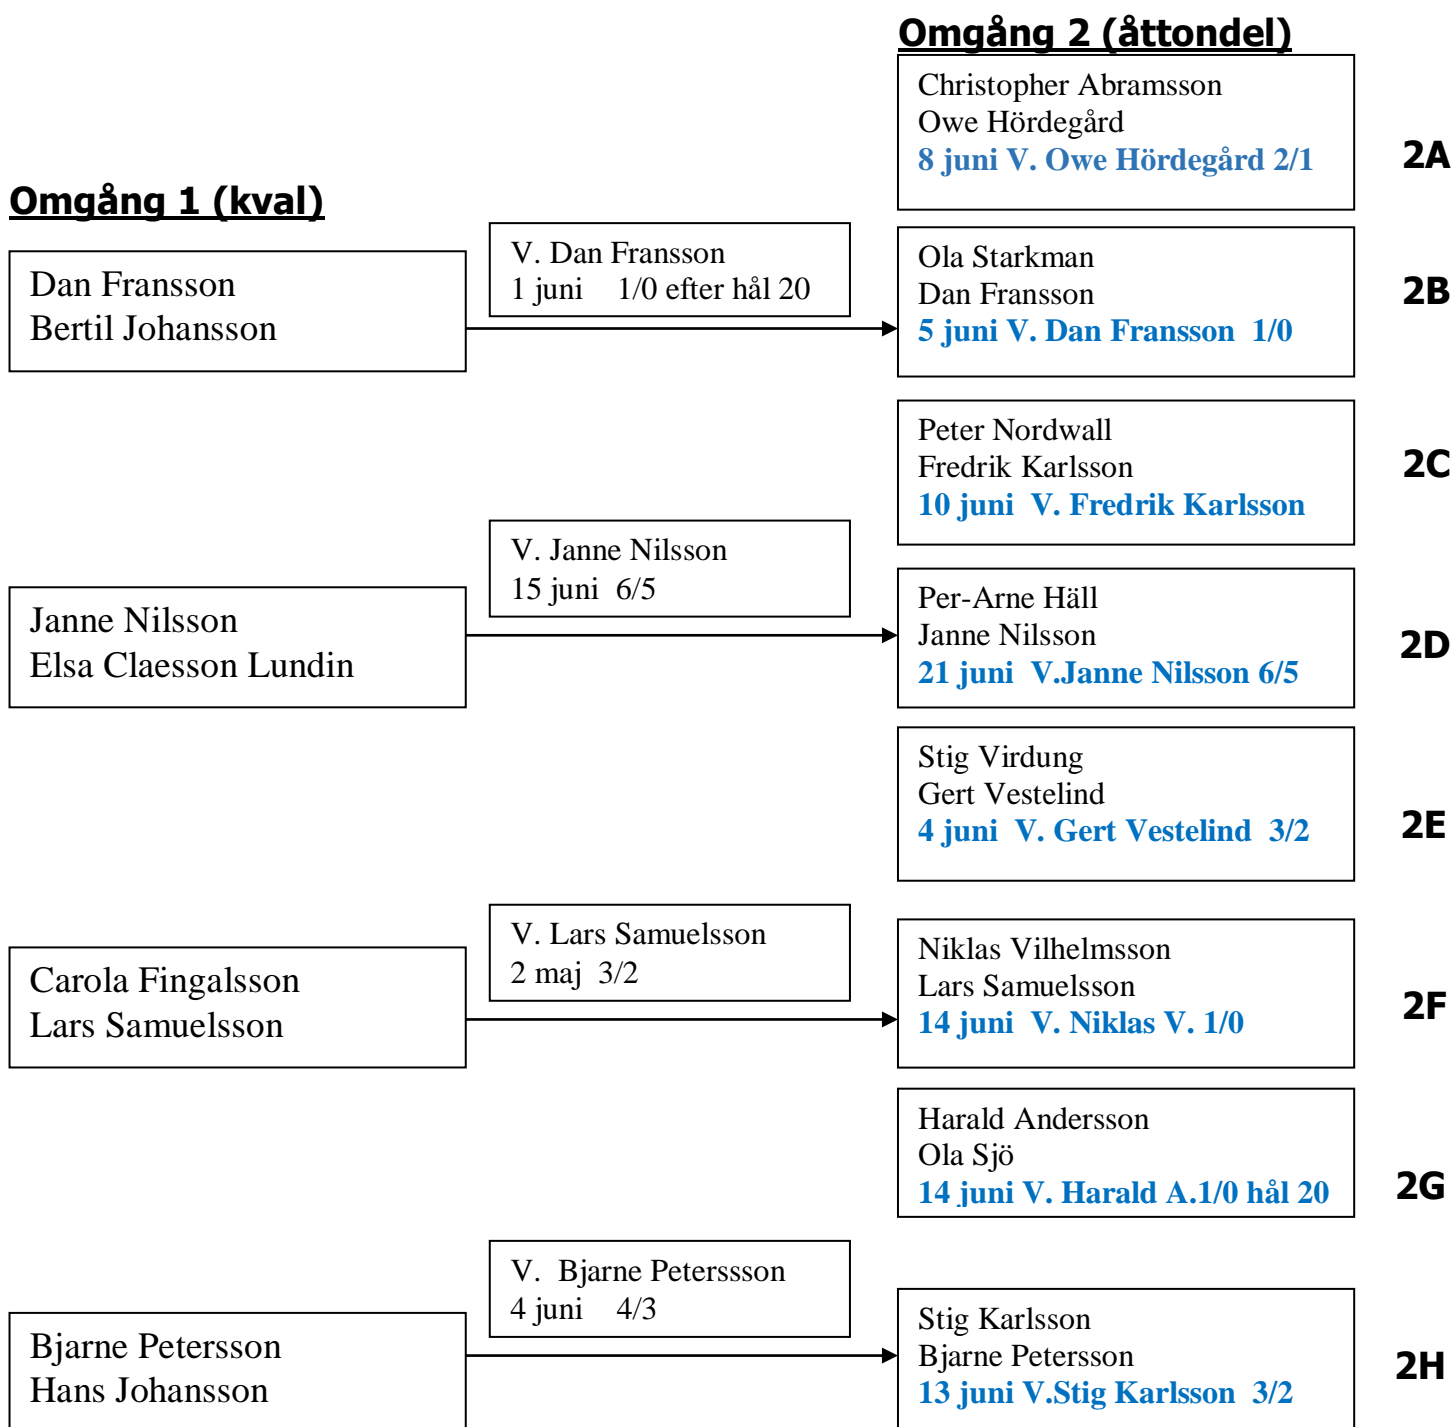 Omgång 2 (åttondel)
Christopher Abramsson
Owe Hördegård
8 juni V. Owe Hördegård 2/1
2A
Omgång 1 (kval)
Dan Fransson
Bertil Johansson
V. Dan Fransson
1 juni 1/0 efter hål 20
Ola Starkman
Dan Fransson
5 juni V. Dan Fransson 1/0
2B
Peter Nordwall
Fredrik Karlsson
10 juni V. Fredrik Karlsson
2C
Janne Nilsson
Elsa Claesson Lundin
V. Janne Nilsson
15 juni 6/5
Per-Arne Häll
Janne Nilsson
21 juni V.Janne Nilsson 6/5
2D
Stig Virdung
Gert Vestelind
4 juni V. Gert Vestelind 3/2
2E
Carola Fingalsson
Lars Samuelsson
V. Lars Samuelsson
2 maj 3/2
Niklas Vilhelmsson
Lars Samuelsson
14 juni V. Niklas V. 1/0
2F
Harald Andersson
Ola Sjö
14 juni V. Harald A.1/0 hål 20
2G
Bjarne Petersson
Hans Johansson
V. Bjarne Peterssson
4 juni 4/3
Stig Karlsson
Bjarne Petersson
13 juni V.Stig Karlsson 3/2
2H